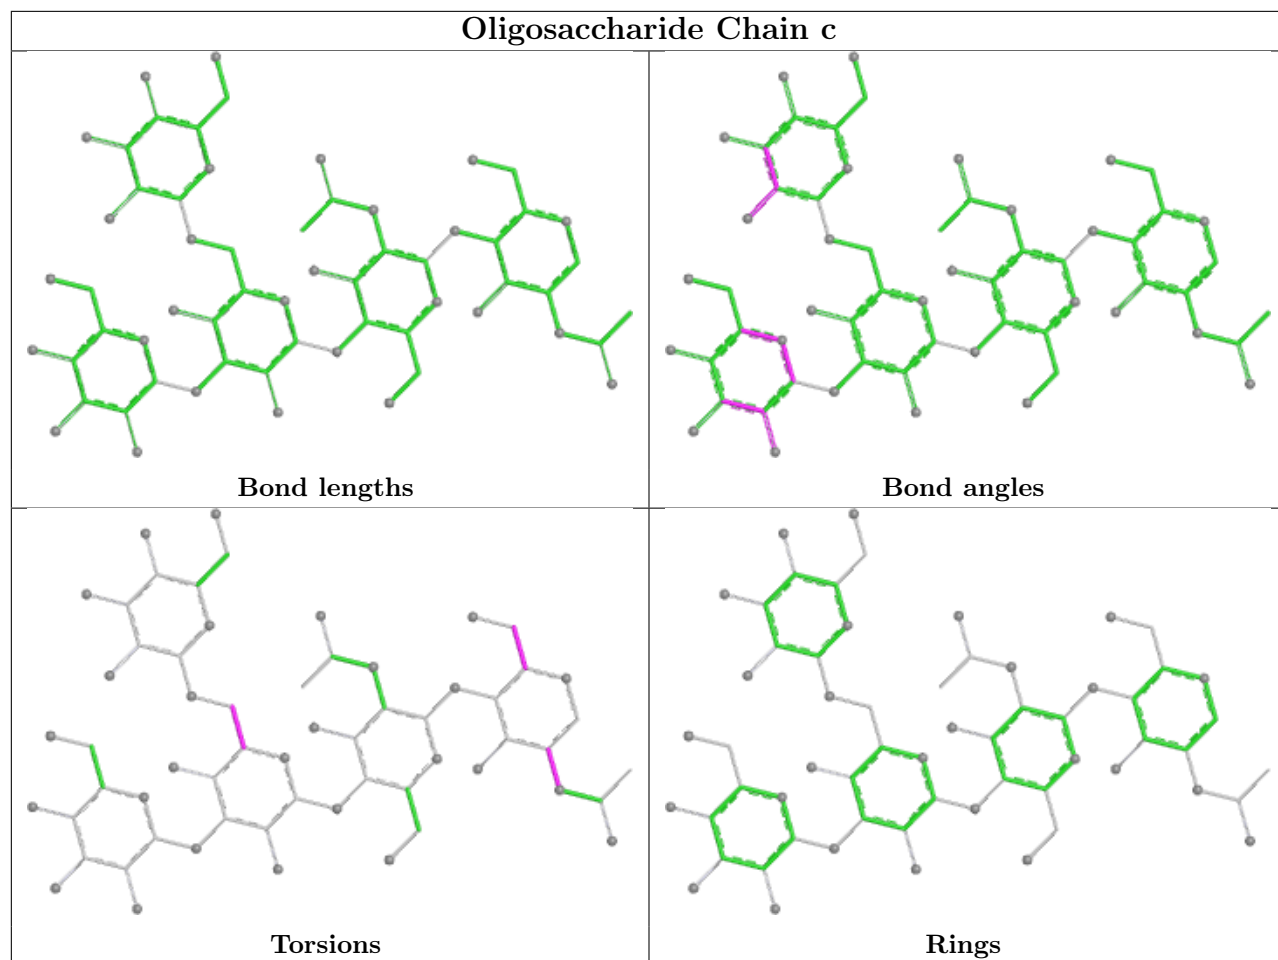 Oligosaccharide Chain c
Bond lengths
Bond angles
Torsions
Rings